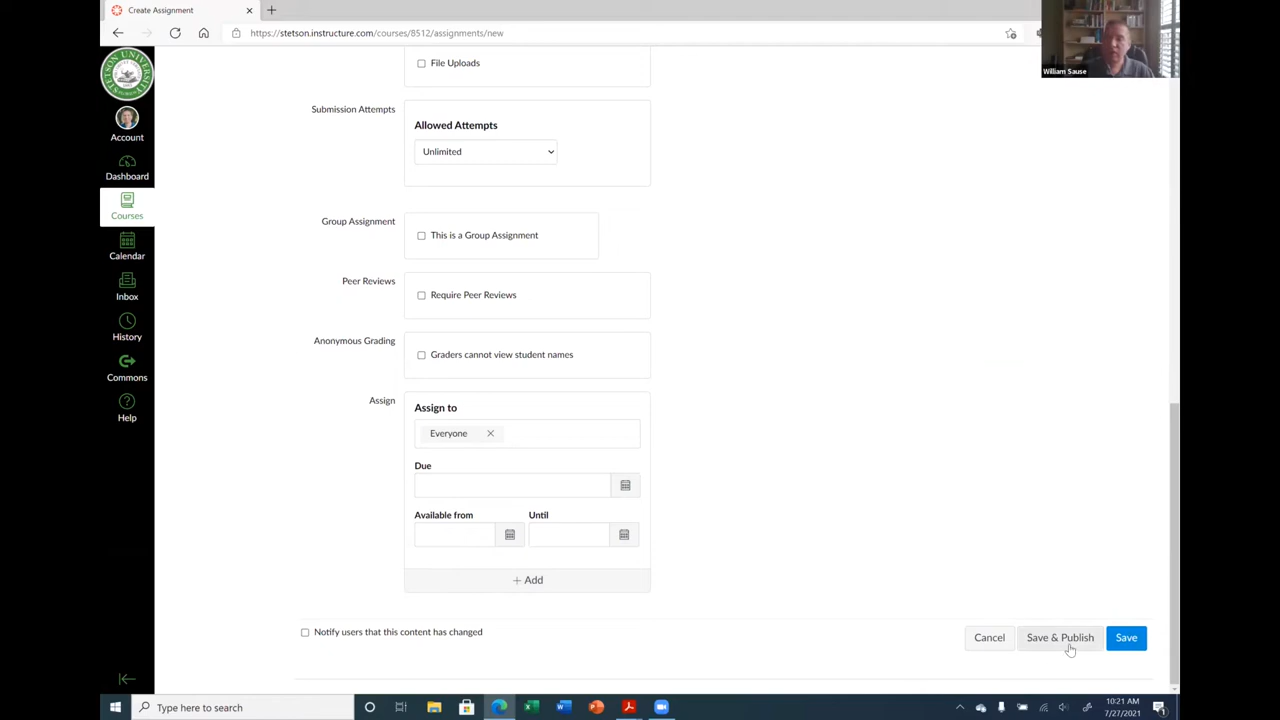 Create Assignment
https://stetson.instructure.com/courses/8512/assignments/new
William Sause
STETSON UNIVERSITY
Account
Dashboard
Courses
Calendar
Inbox
History
Commons
Help
File Uploads
Submission Attempts
Allowed Attempts
Unlimited
Group Assignment
This is a Group Assignment
Peer Reviews
Require Peer Reviews
Anonymous Grading
Graders cannot view student names
Assign
Assign to
Everyone
Due
Available from
Until
+ Add
Notify users that this content has changed
Cancel
Save & Publish
Save
Type here to search
10:21 AM
7/27/2021